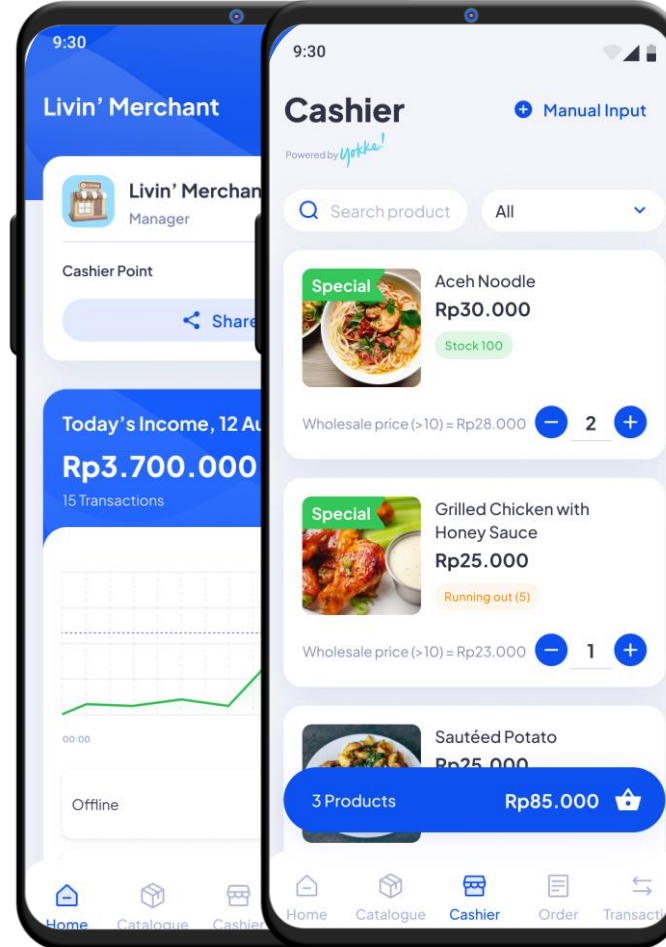 9:30
Livin' Merchant
Livin' Merchan
Manager
Cashier Point
Share
Today's Income, 12 Au
Rp3.700.000
15 Transactions
00:00
Offline
Home
Catalogue
Cashier
9:30
Cashier
Manual Input
Powered by yokke!
Search product
All
Special
Aceh Noodle
Rp30.000
Stock 100
Wholesale price (>10) = Rp28.000
2
Special
Grilled Chicken with
Honey Sauce
Rp25.000
Running out (5)
Wholesale price (>10) = Rp23.000
1
Sautéed Potato
Rp25.000
3 Products
Rp85.000
Home
Catalogue
Cashier
Order
Transacti